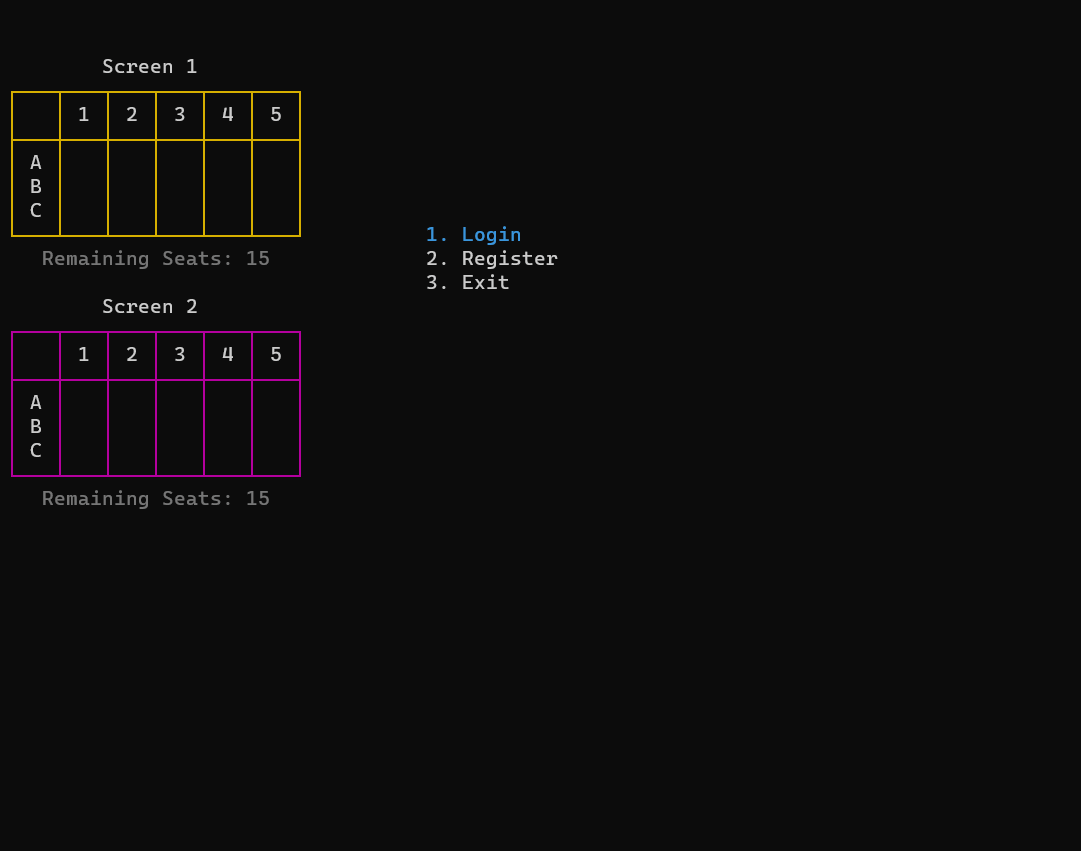 Screen 1
1 2 3 4 5
A
B
C
Remaining Seats: 15
Screen 2
1 2 3 4 5
A
B
C
Remaining Seats: 15
1. Login
2. Register
3. Exit